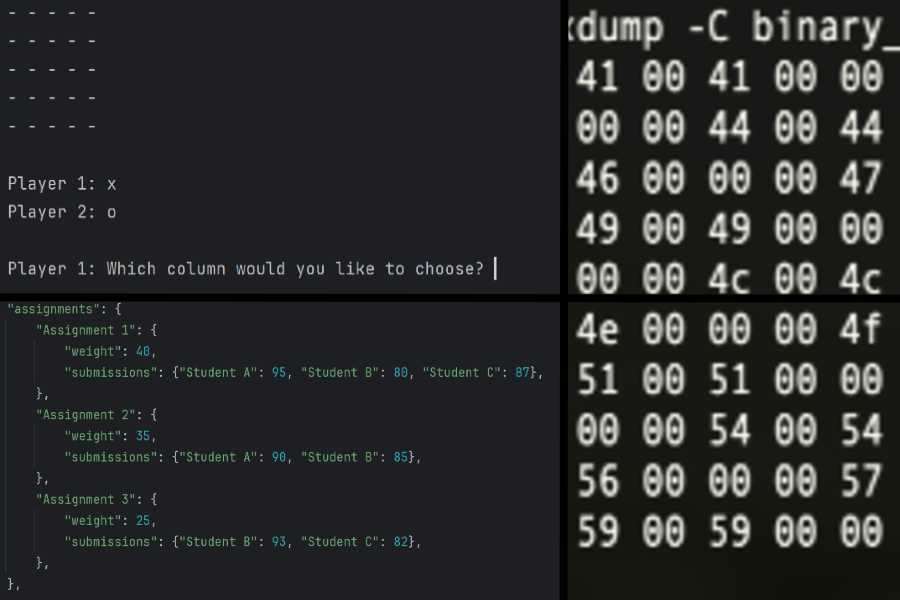 - - - - -
- - - - -
- - - - -
- - - - -
- - - - -
Player 1: x
Player 2: o
Player 1: Which column would you like to choose?
"assignments": {
"Assignment 1": {
"weight": 40,
"submissions": {"Student A": 95, "Student B": 80, "Student C": 87},
},
"Assignment 2": {
"weight": 35,
"submissions": {"Student A": 90, "Student B": 85},
},
"Assignment 3": {
"weight": 25,
"submissions": {"Student B": 93, "Student C": 82},
},
},
xdump -C binary_
41 00 41 00 00
00 00 44 00 44
46 00 00 00 47
49 00 49 00 00
00 00 4c 00 4c
4e 00 00 00 4f
51 00 51 00 00
00 00 54 00 54
56 00 00 00 57
59 00 59 00 00